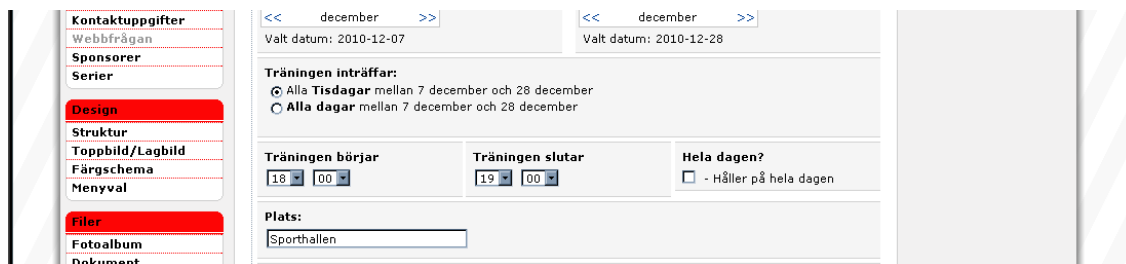 Kontaktuppgifter
Webbfrågan
Sponsorer
Serier
Design
Struktur
Toppbild/Lagbild
Färgschema
Menyval
Filer
Fotoalbum
Dokument
<< december >>
<< december >>
Valt datum: 2010-12-07
Valt datum: 2010-12-28
Träningen inträffar:
Alla Tisdagar mellan 7 december och 28 december
Alla dagar mellan 7 december och 28 december
Träningen börjar
18 00
Träningen slutar
19 00
Hela dagen?
- Håller på hela dagen
Plats:
Sporthallen